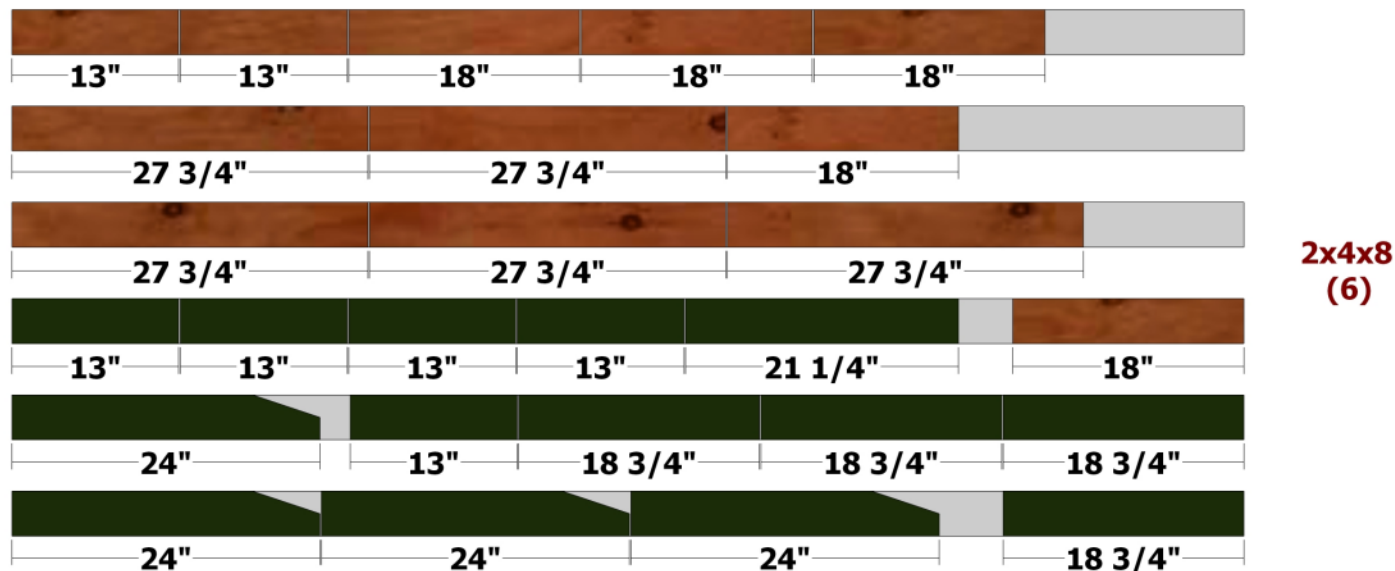 13" 13" 18" 18" 18"
27 3/4" 27 3/4" 18"
27 3/4" 27 3/4" 27 3/4"
2x4x8
(6)
13" 13" 13" 13" 21 1/4" 18"
24" 13" 18 3/4" 18 3/4" 18 3/4"
24" 24" 24" 18 3/4"